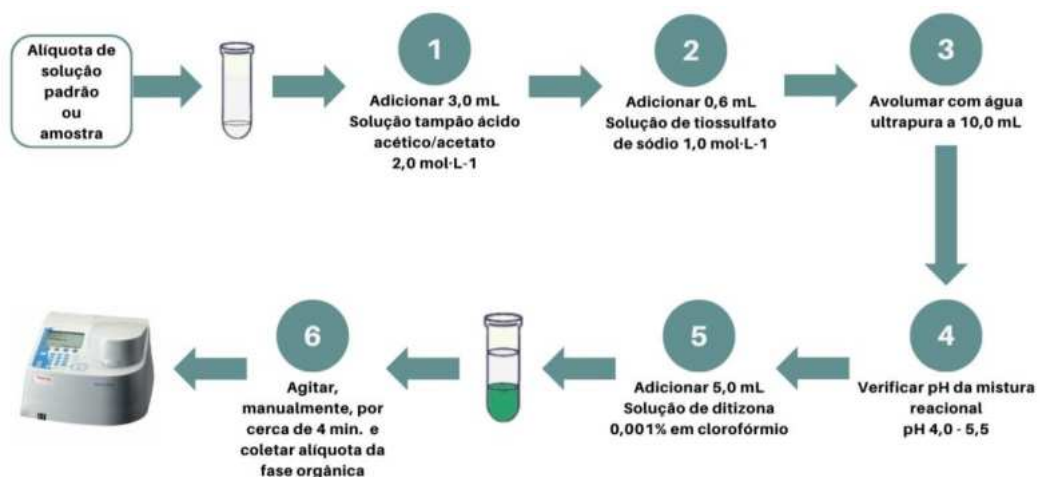 Alíquota de
solução
padrão
ou
amostra
1
Adicionar 3,0 mL
Solução tampão ácido
acético/acetato
2,0 mol·L-1
2
Adicionar 0,6 mL
Solução de tiossulfato
de sódio 1,0 mol·L-1
3
Avolumar com água
ultrapura a 10,0 mL
4
Verificar pH da mistura
reacional
pH 4,0 - 5,5
5
Adicionar 5,0 mL
Solução de ditizona
0,001% em clorofórmio
6
Agitar,
manualmente, por
cerca de 4 min. e
coletar alíquota da
fase orgânica